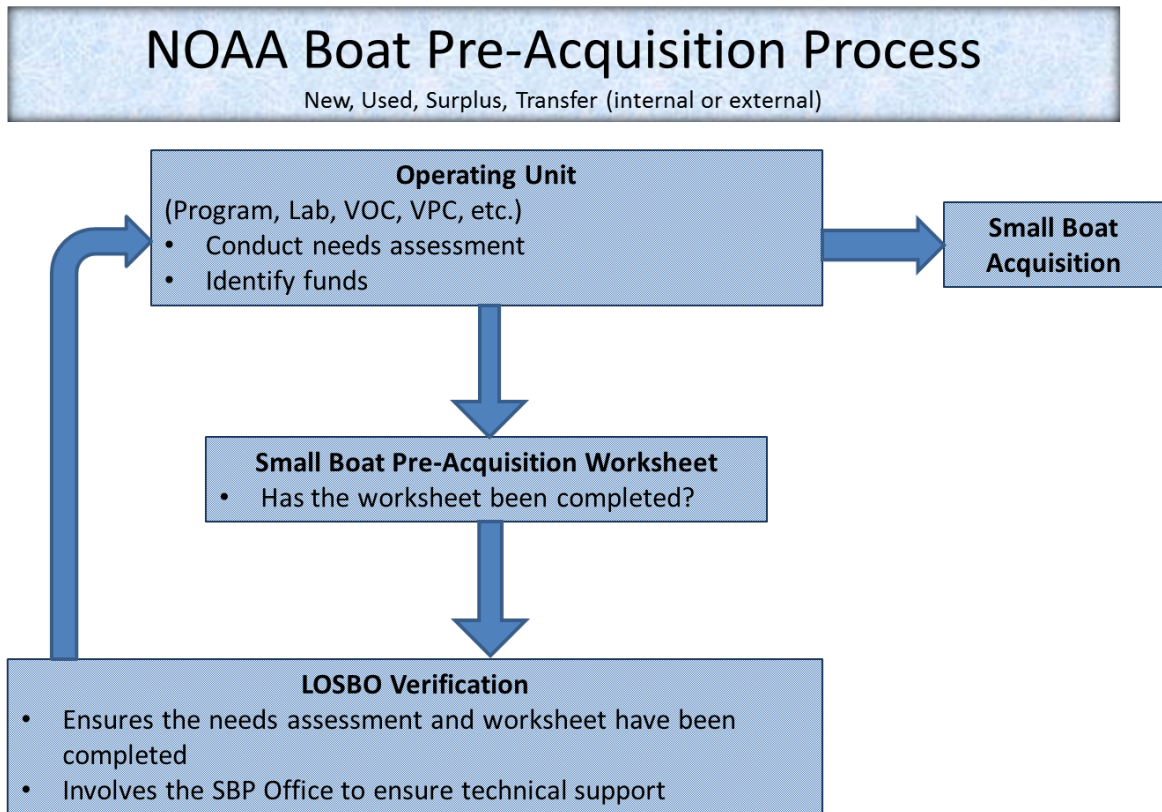 NOAA Boat Pre-Acquisition Process
New, Used, Surplus, Transfer (internal or external)
Operating Unit
(Program, Lab, VOC, VPC, etc.)
• Conduct needs assessment
• Identify funds
Small Boat
Acquisition
Small Boat Pre-Acquisition Worksheet
• Has the worksheet been completed?
LOSBO Verification
• Ensures the needs assessment and worksheet have been
completed
• Involves the SBP Office to ensure technical support